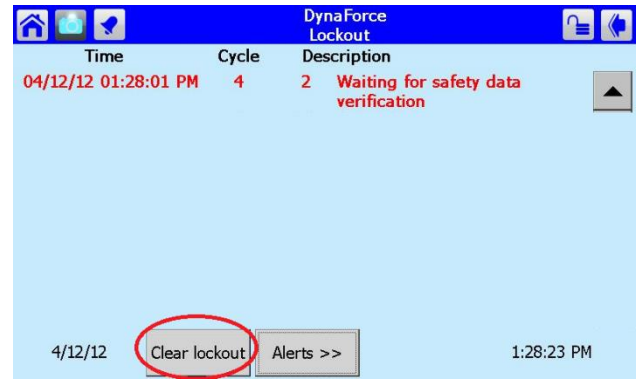 DynaForce
Lockout
Time Cycle Description
04/12/12 01:28:01 PM 4 2 Waiting for safety data
verification
4/12/12 Clear lockout Alerts >> 1:28:23 PM